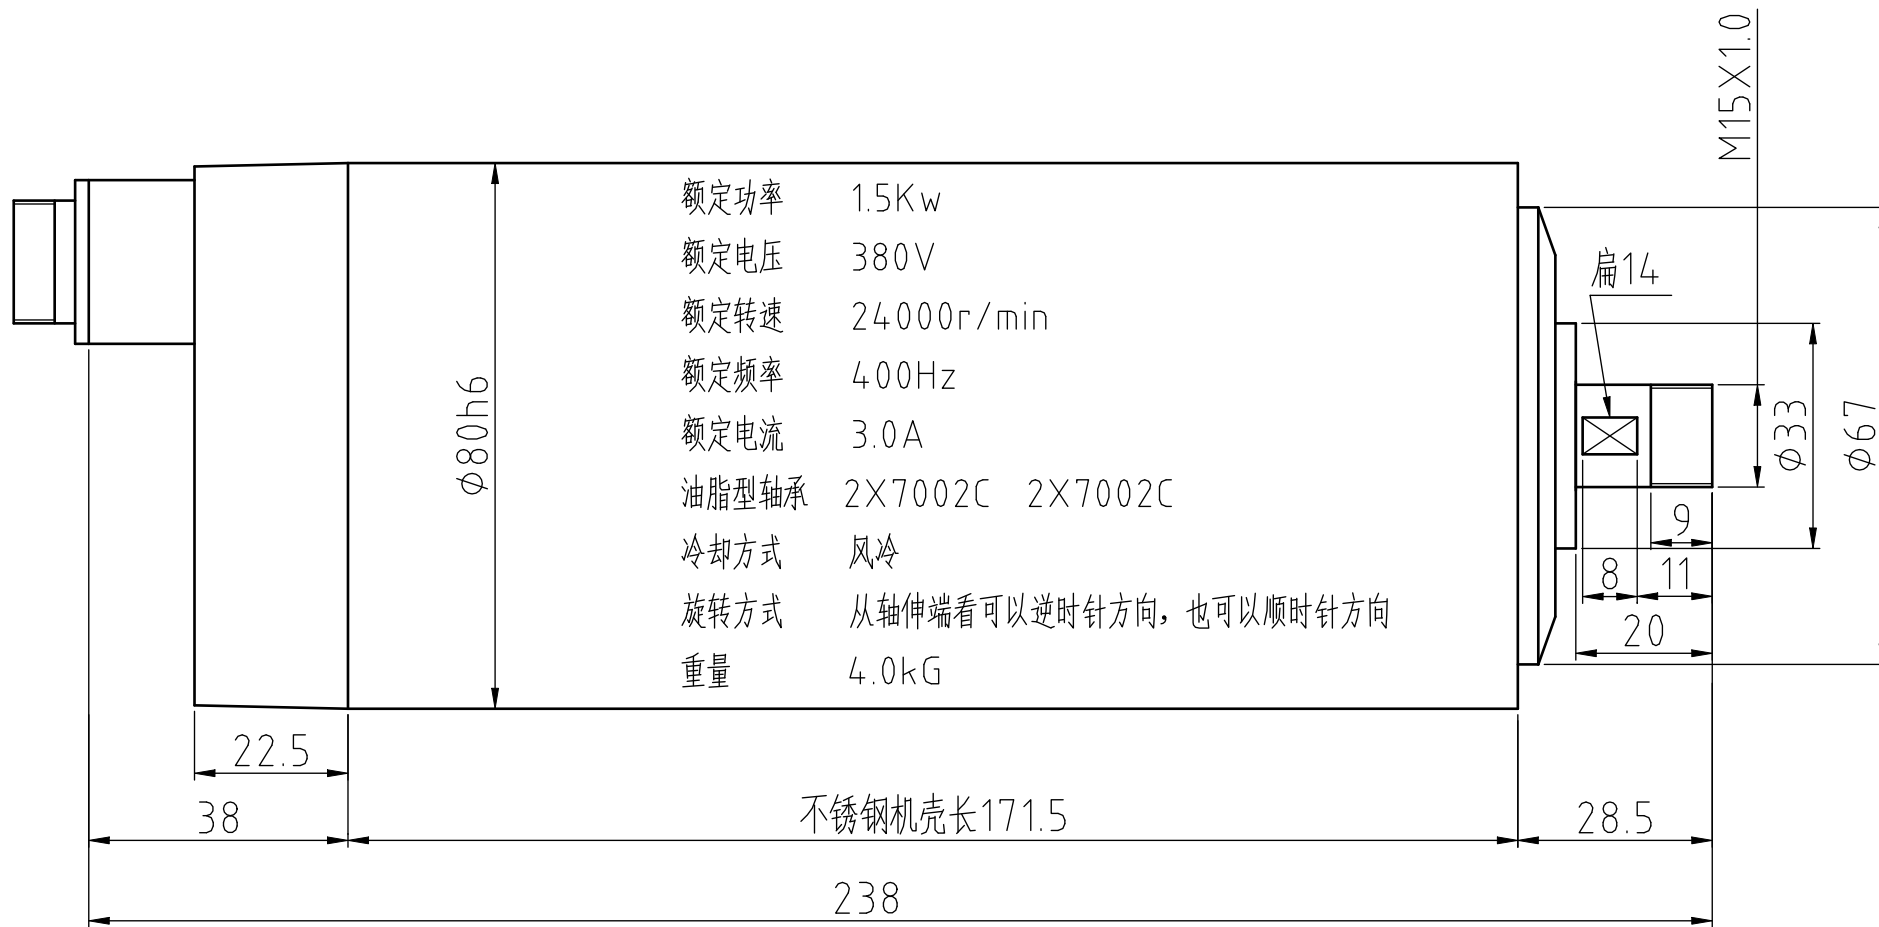 M15X1.0
额定功率 1.5Kw
额定电压 380V
扁14
额定转速 24000r/min
额定频率 400Hz
φ80h6
额定电流 3.0A
φ33
φ67
油脂型轴承 2X7002C 2X7002C
9
冷却方式 风冷
8
11
旋转方式 从轴伸端看可以逆时针方向，也可以顺时针方向
20
重量 4.0kG
22.5
38
不锈钢机壳长171.5
28.5
238